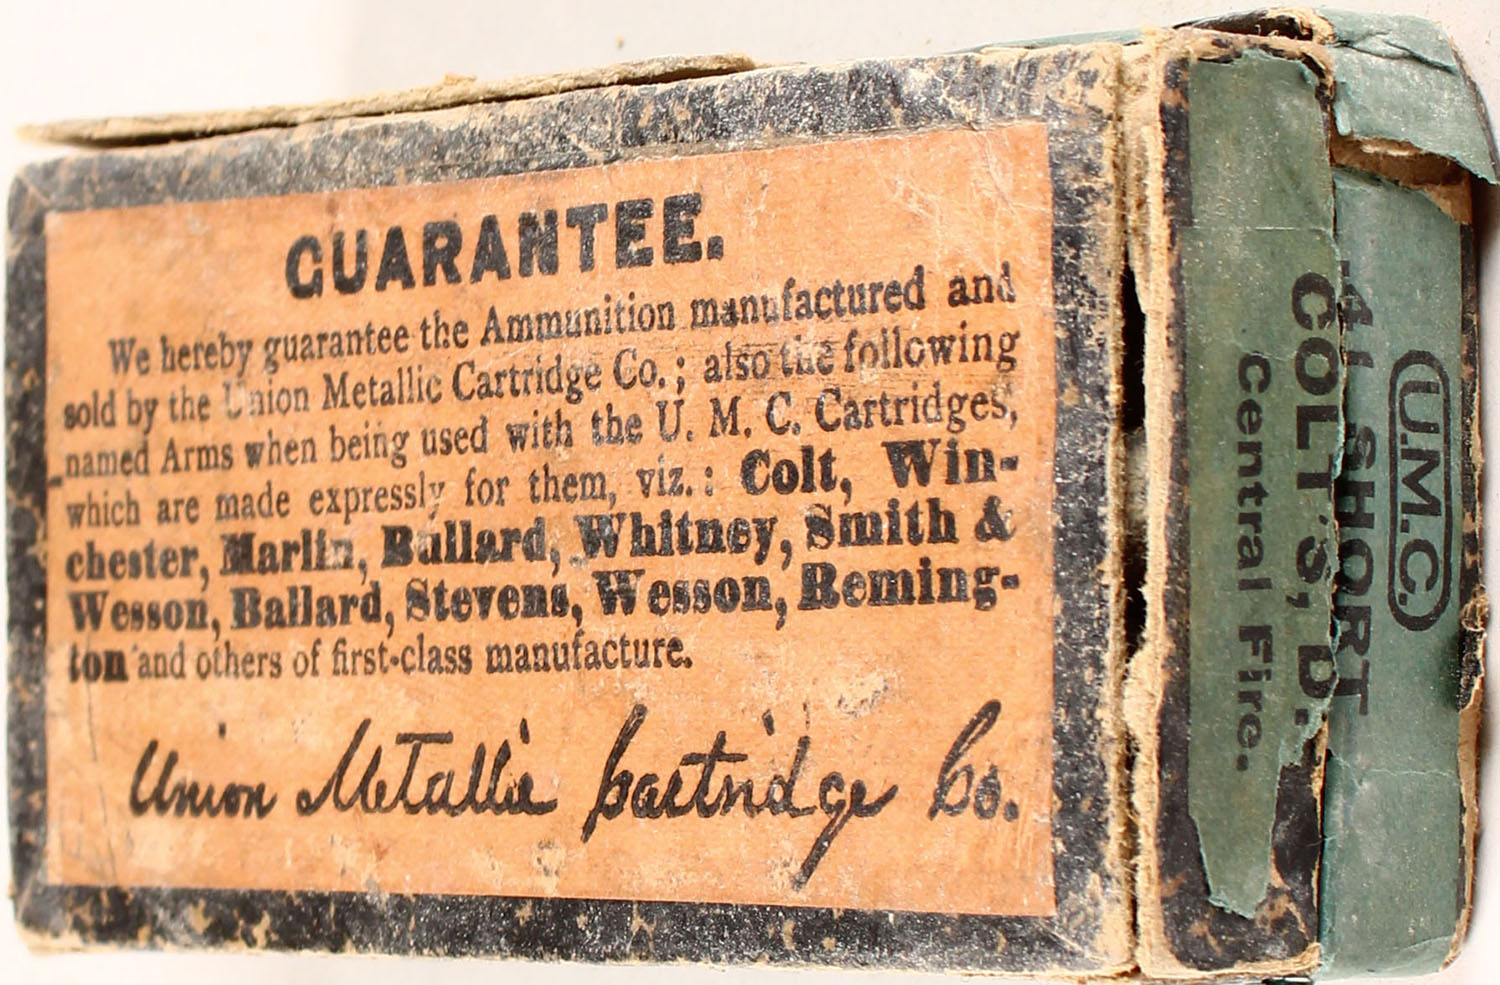 GUARANTEE.
We hereby guarantee the Ammunition manufactured and
sold by the Union Metallic Cartridge Co.; also the following
named Arms when being used with the U. M. C. Cartridges,
which are made expressly for them, viz.: Colt, Win-
chester, Marlin, Bullard, Whitney, Smith &
Wesson, Ballard, Stevens, Wesson, Reming-
ton and others of first-class manufacture.
Union Metallic Cartridge Co.
U.M.C.
41 SHORT
COLT'S, D.
Central Fire.